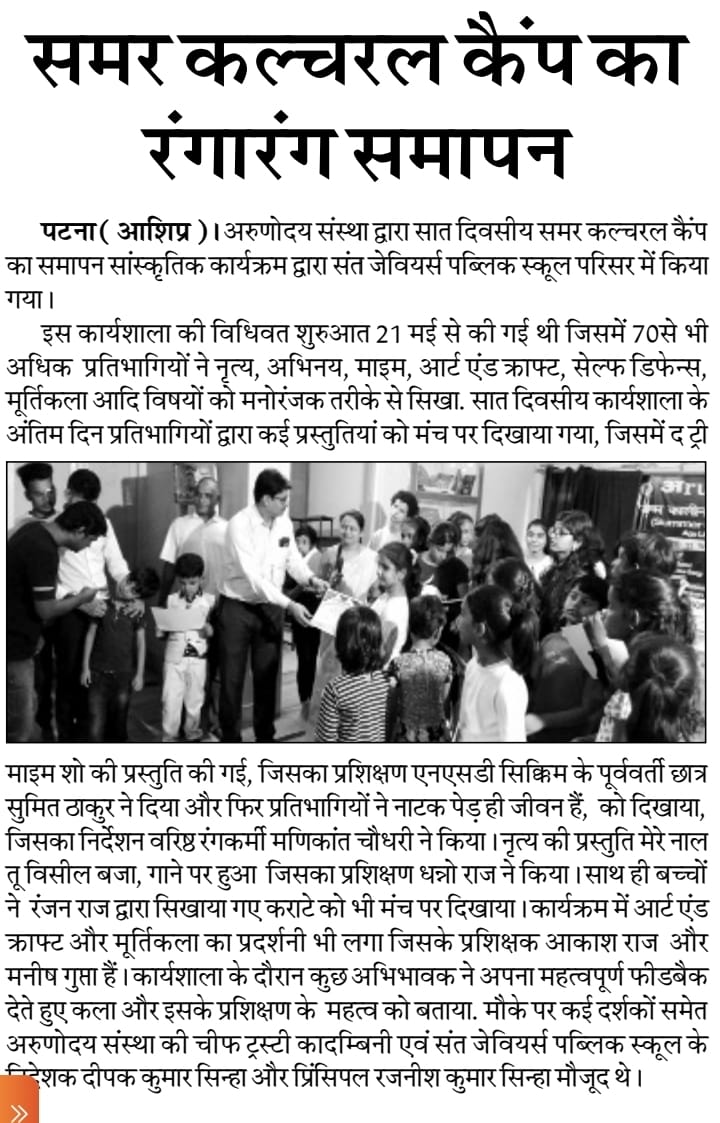 समर कल्चरल कैंप का
रंगारंग समापन
पटना( आशिप्र )। अरुणोदय संस्था द्वारा सात दिवसीय समर कल्चरल कैंप
का समापन सांस्कृतिक कार्यक्रम द्वारा संत जेवियर्स पब्लिक स्कूल परिसर में किया
गया।
इस कार्यशाला की विधिवत शुरुआत 21 मई से की गई थी जिसमें 70से भी
अधिक प्रतिभागियों ने नृत्य, अभिनय, माइम, आर्ट एंड क्राफ्ट, सेल्फ डिफेन्स,
मूर्तिकला आदि विषयों को मनोरंजक तरीके से सिखा. सात दिवसीय कार्यशाला के
अंतिम दिन प्रतिभागियों द्वारा कई प्रस्तुतियां को मंच पर दिखाया गया, जिसमें द ट्री
माइम शो की प्रस्तुति की गई, जिसका प्रशिक्षण एनएसडी सिक्किम के पूर्ववर्ती छात्र
सुमित ठाकुर ने दिया और फिर प्रतिभागियों ने नाटक पेड़ ही जीवन हैं, को दिखाया,
जिसका निर्देशन वरिष्ठ रंगकर्मी मणिकांत चौधरी ने किया। नृत्य की प्रस्तुति मेरे नाल
तू विसील बजा, गाने पर हुआ जिसका प्रशिक्षण धन्नो राज ने किया। साथ ही बच्चों
ने रंजन राज द्वारा सिखाया गए कराटे को भी मंच पर दिखाया। कार्यक्रम में आर्ट एंड
क्राफ्ट और मूर्तिकला का प्रदर्शनी भी लगा जिसके प्रशिक्षक आकाश राज और
मनीष गुप्ता हैं। कार्यशाला के दौरान कुछ अभिभावक ने अपना महत्वपूर्ण फीडबैक
देते हुए कला और इसके प्रशिक्षण के महत्व को बताया. मौके पर कई दर्शकों समेत
अरुणोदय संस्था की चीफ ट्रस्टी कादम्बिनी एवं संत जेवियर्स पब्लिक स्कूल के
दीपक कुमार सिन्हा और प्रिंसिपल रजनीश कुमार सिन्हा मौजूद थे।